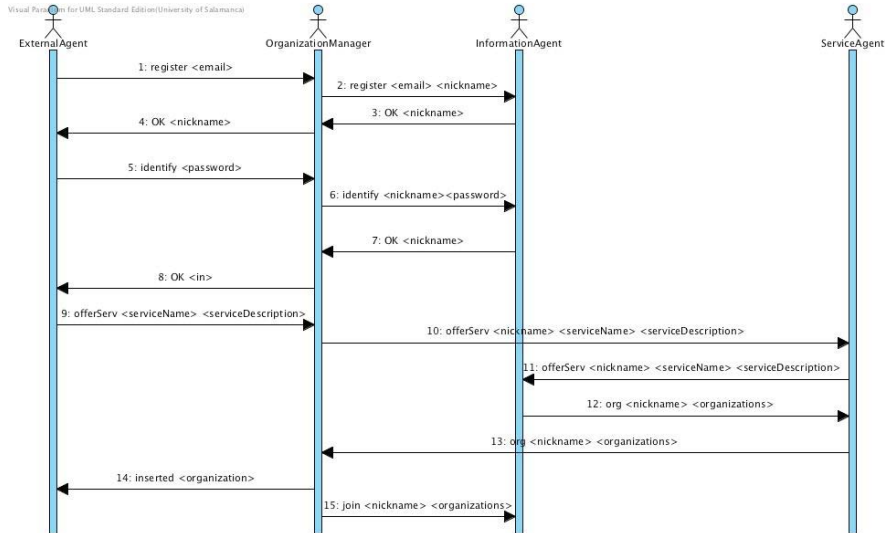 Visual Paradigm for UML Standard Edition(University of Salamanca)
ExternalAgent
OrganizationManager
InformationAgent
ServiceAgent
1: register <email>
2: register <email> <nickname>
3: OK <nickname>
4: OK <nickname>
5: identify <password>
6: identify <nickname><password>
7: OK <nickname>
8: OK <in>
9: offerServ <serviceName> <serviceDescription>
10: offerServ <nickname> <serviceName> <serviceDescription>
11: offerServ <nickname> <serviceName> <serviceDescription>
12: org <nickname> <organizations>
13: org <nickname> <organizations>
14: inserted <organization>
15: join <nickname> <organizations>